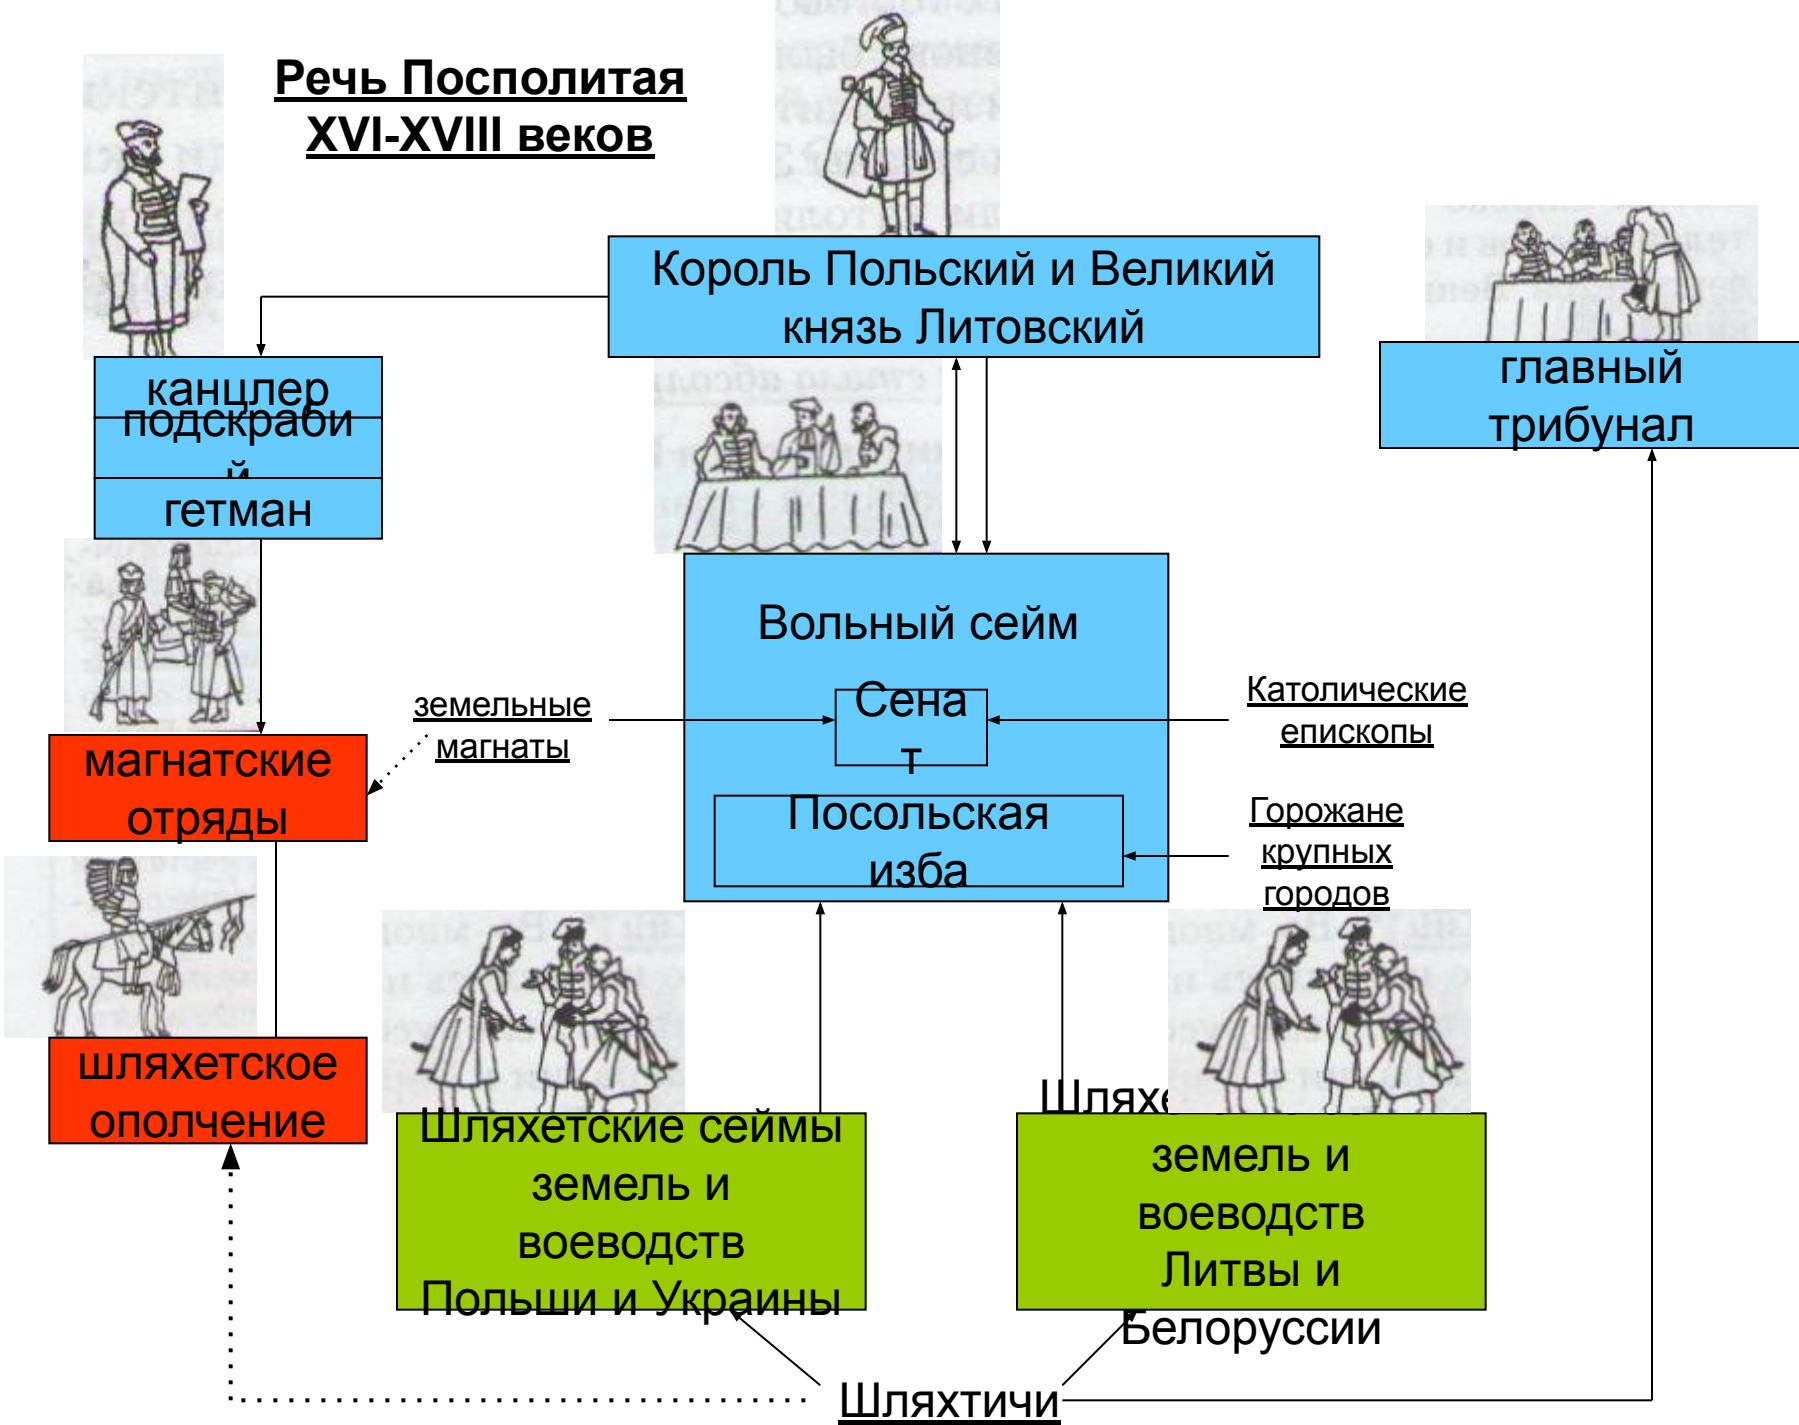 Речь Посполитая
XVI-XVIII веков
Король Польский и Великий
князь Литовский
главный
трибунал
канцлер
подскраби
й
гетман
Вольный сейм
Сена
т
Посольская
изба
земельные
магнаты
Католические
епископы
Горожане
крупных
городов
магнатские
отряды
шляхетское
ополчение
Шляхетские сеймы
земель и
воеводств
Польши и Украины
земель и
воеводств
Литвы и
Белоруссии
Шляхтичи